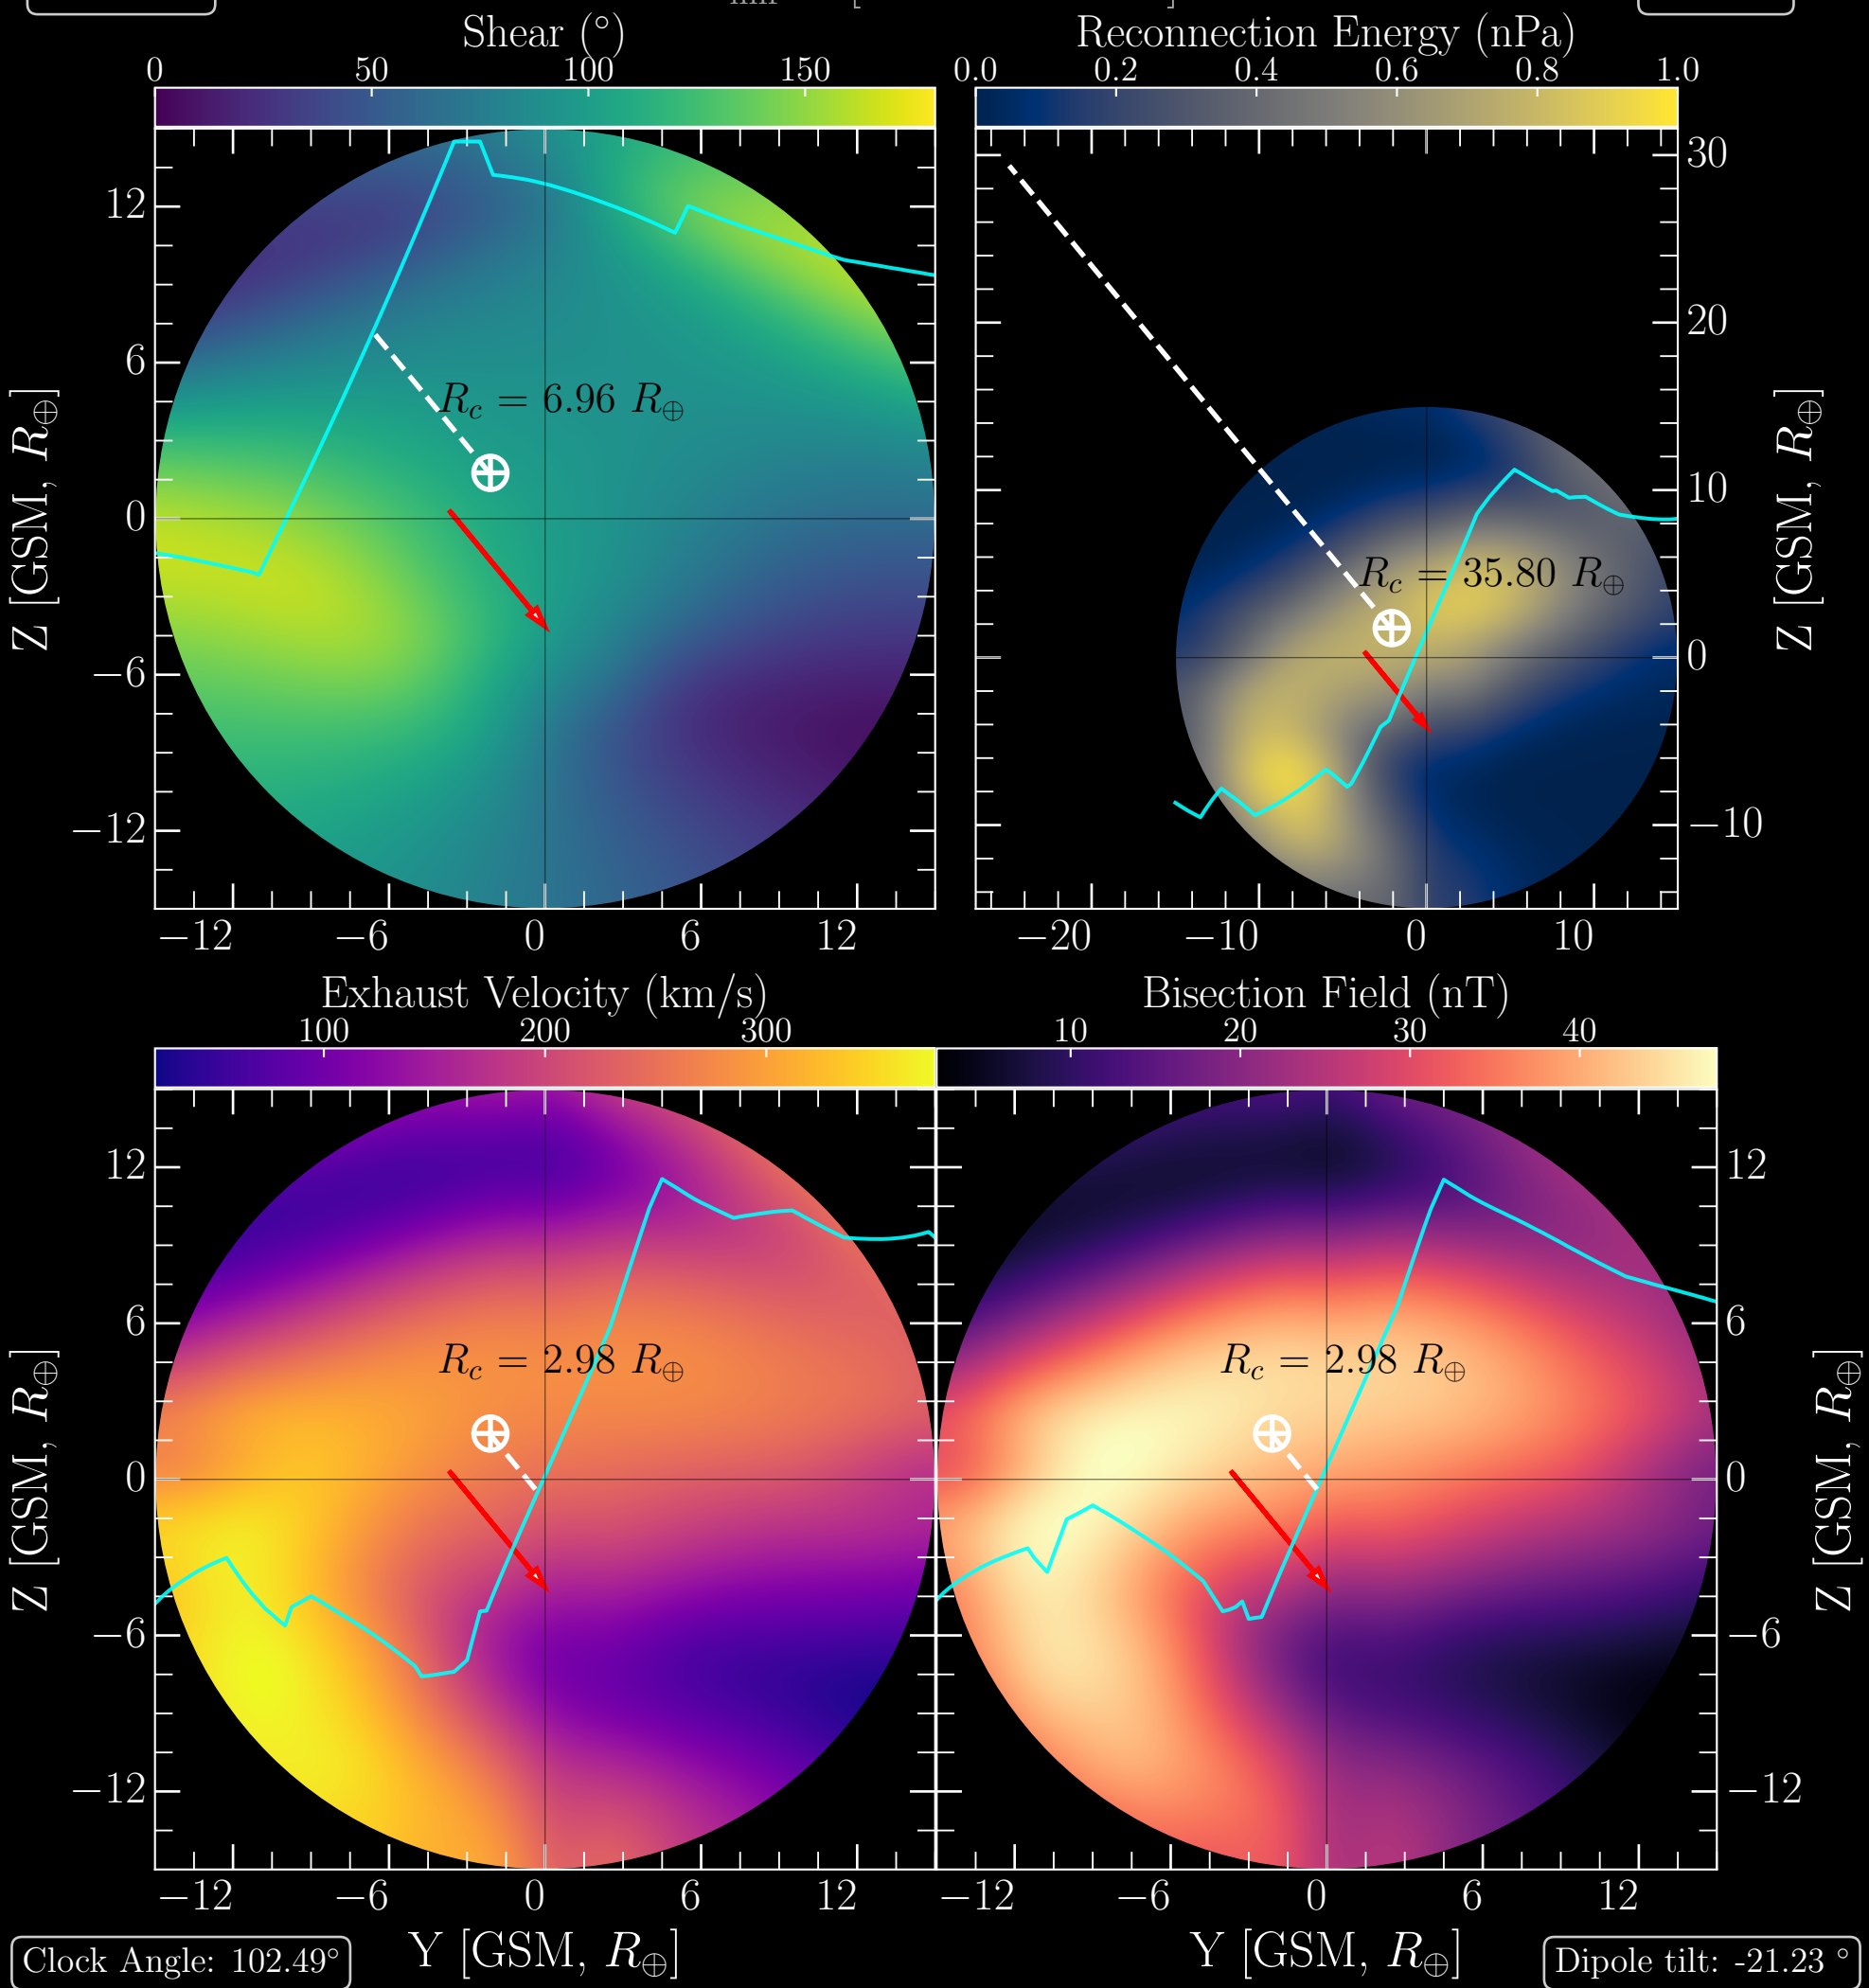 Shear (°)
0 50 100 150
Reconnection Energy (nPa)
0.0 0.2 0.4 0.6 0.8 1.0
12
6
0
−6
−12
Z [GSM, R⊕]
R_c = 6.96 R⊕
−12 −6 0 6 12
30
20
10
0
−10
Z [GSM, R⊕]
R_c = 35.80 R⊕
−20 −10 0 10
Exhaust Velocity (km/s)
100 200 300
Bisection Field (nT)
10 20 30 40
12
6
0
−6
−12
Z [GSM, R⊕]
R_c = 2.98 R⊕
−12 −6 0 6 12
Y [GSM, R⊕]
R_c = 2.98 R⊕
12
6
0
−6
−12
Z [GSM, R⊕]
−12 −6 0 6 12
Y [GSM, R⊕]
Clock Angle: 102.49°
Dipole tilt: -21.23 °